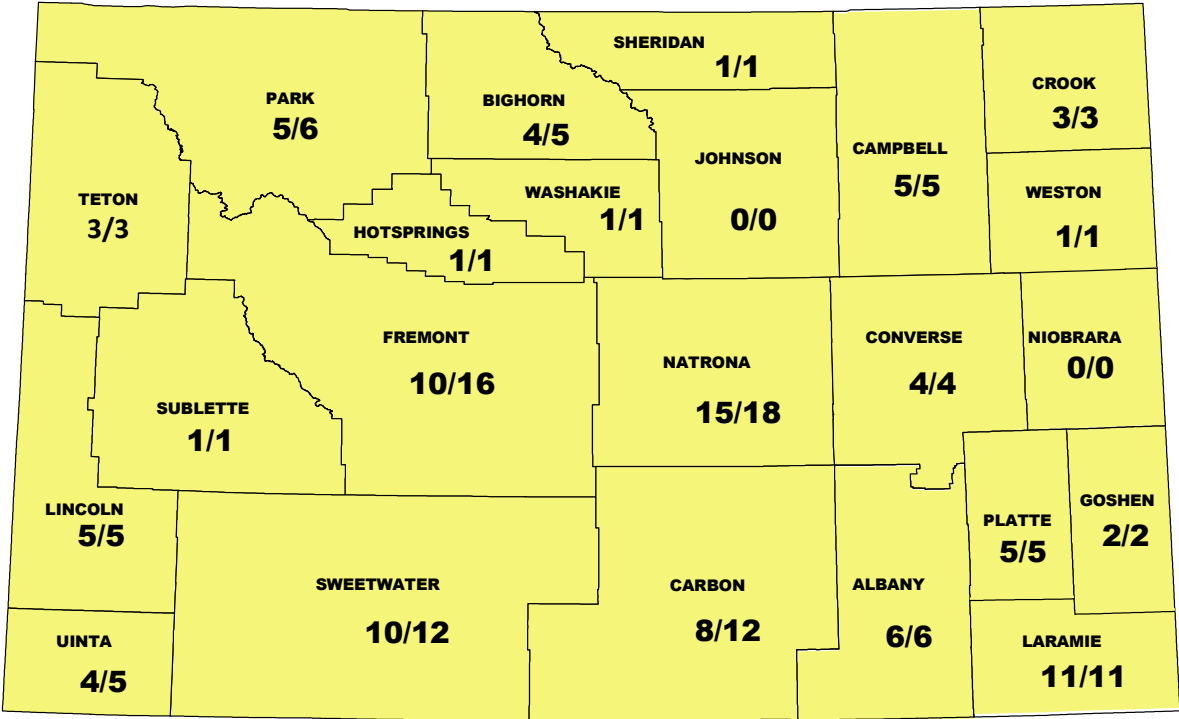 SHERIDAN
1/1
PARK
5/6
BIGHORN
4/5
CROOK
3/3
JOHNSON
0/0
CAMPBELL
5/5
TETON
3/3
WASHAKIE
1/1
WESTON
1/1
HOTSPRINGS
1/1
FREMONT
10/16
NATRONA
15/18
CONVERSE
4/4
NIOBRARA
0/0
SUBLETTE
1/1
LINCOLN
5/5
PLATTE
5/5
GOSHEN
2/2
SWEETWATER
10/12
CARBON
8/12
ALBANY
6/6
UINTA
4/5
LARAMIE
11/11